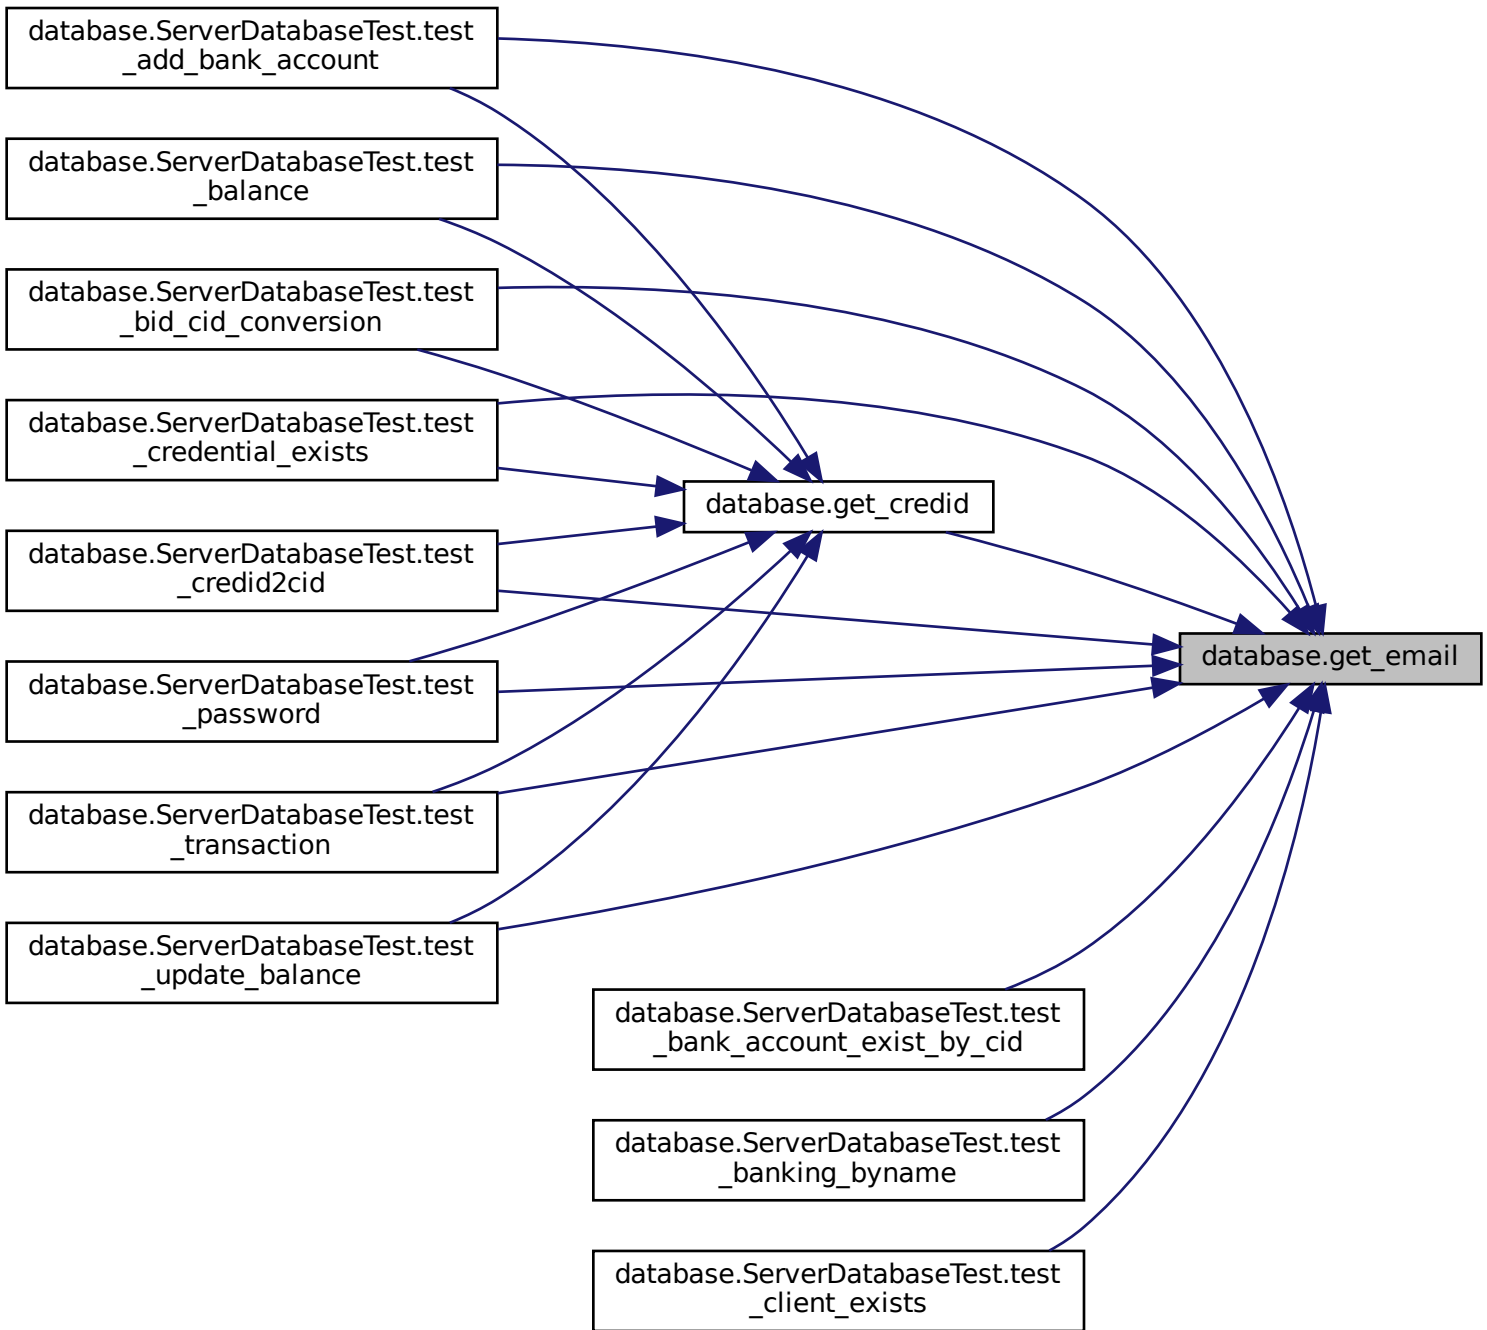 database.ServerDatabaseTest.test
_add_bank_account
database.ServerDatabaseTest.test
_balance
database.ServerDatabaseTest.test
_bid_cid_conversion
database.ServerDatabaseTest.test
_credential_exists
database.get_credid
database.ServerDatabaseTest.test
_credid2cid
database.get_email
database.ServerDatabaseTest.test
_password
database.ServerDatabaseTest.test
_transaction
database.ServerDatabaseTest.test
_update_balance
database.ServerDatabaseTest.test
_bank_account_exist_by_cid
database.ServerDatabaseTest.test
_banking_byname
database.ServerDatabaseTest.test
_client_exists